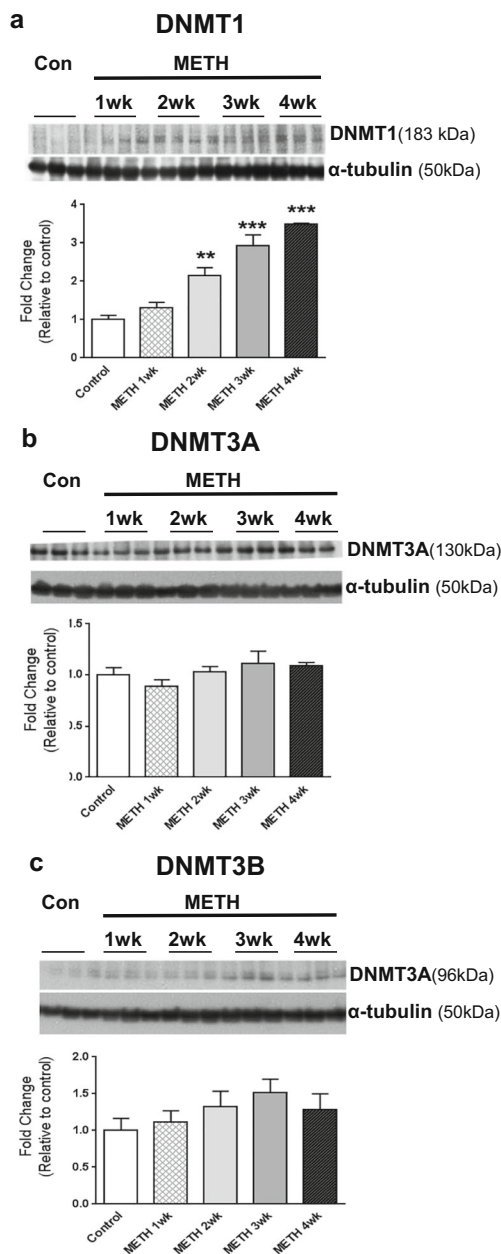 a
DNMT1
Con METH
1wk 2wk 3wk 4wk
DNMT1(183 kDa)
α-tubulin (50kDa)
Fold Change
(Relative to control)
4
3
2
1
0
** *** ***
Control METH 1wk METH 2wk METH 3wk METH 4wk
b
DNMT3A
Con METH
1wk 2wk 3wk 4wk
DNMT3A(130kDa)
α-tubulin (50kDa)
Fold Change
(Relative to control)
1.5
1.0
0.5
0.0
Control METH 1wk METH 2wk METH 3wk METH 4wk
c
DNMT3B
Con METH
1wk 2wk 3wk 4wk
DNMT3A(96kDa)
α-tubulin (50kDa)
Fold Change
(Relative to control)
2.0
1.5
1.0
0.5
0.0
Control METH 1wk METH 2wk METH 3wk METH 4wk